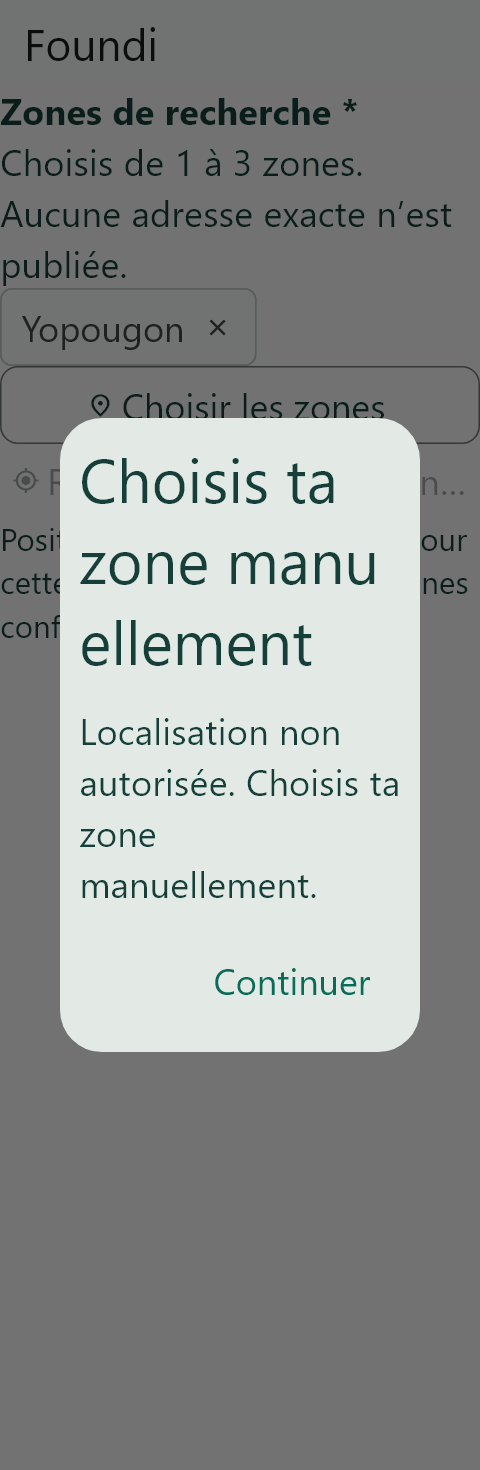 Foundi
Zones de recherche *
Choisis de 1 à 3 zones.
Aucune adresse exacte n’est
publiée.
Yopougon ✕
Choisir les zones
Choisis ta
zone manu
ellement
Localisation non
autorisée. Choisis ta
zone
manuellement.
Continuer